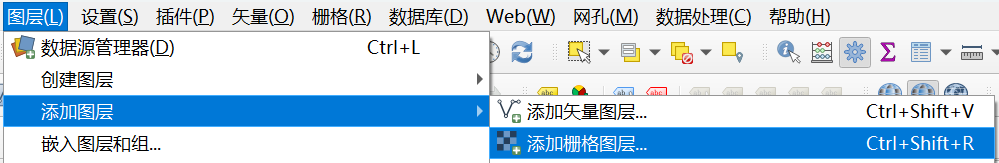 图层(L) 设置(S) 插件(P) 矢量(O) 栅格(R) 数据库(D) Web(W) 网孔(M) 数据处理(C) 帮助(H)
数据源管理器(D) Ctrl+L
创建图层
abc abc
添加图层
添加矢量图层... Ctrl+Shift+V
嵌入图层和组...
添加栅格图层... Ctrl+Shift+R